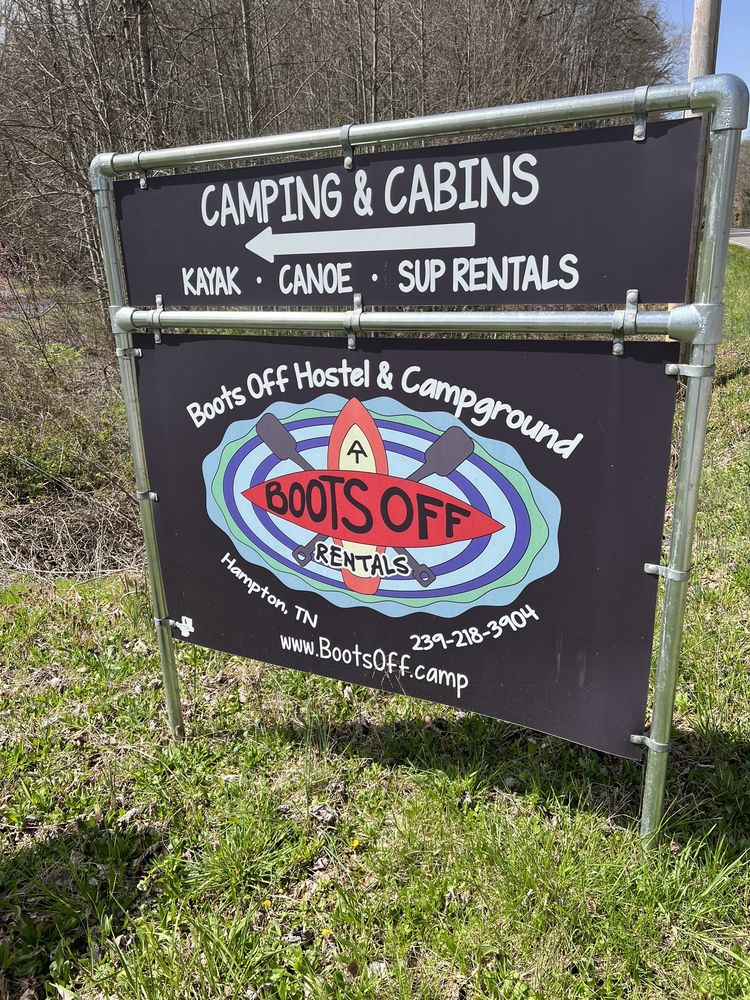 CAMPING & CABINS
KAYAK · CANOE · SUP RENTALS
Boots Off Hostel & Campground
BOOTS OFF
RENTALS
Hampton, TN
239-218-3904
www.BootsOff.camp